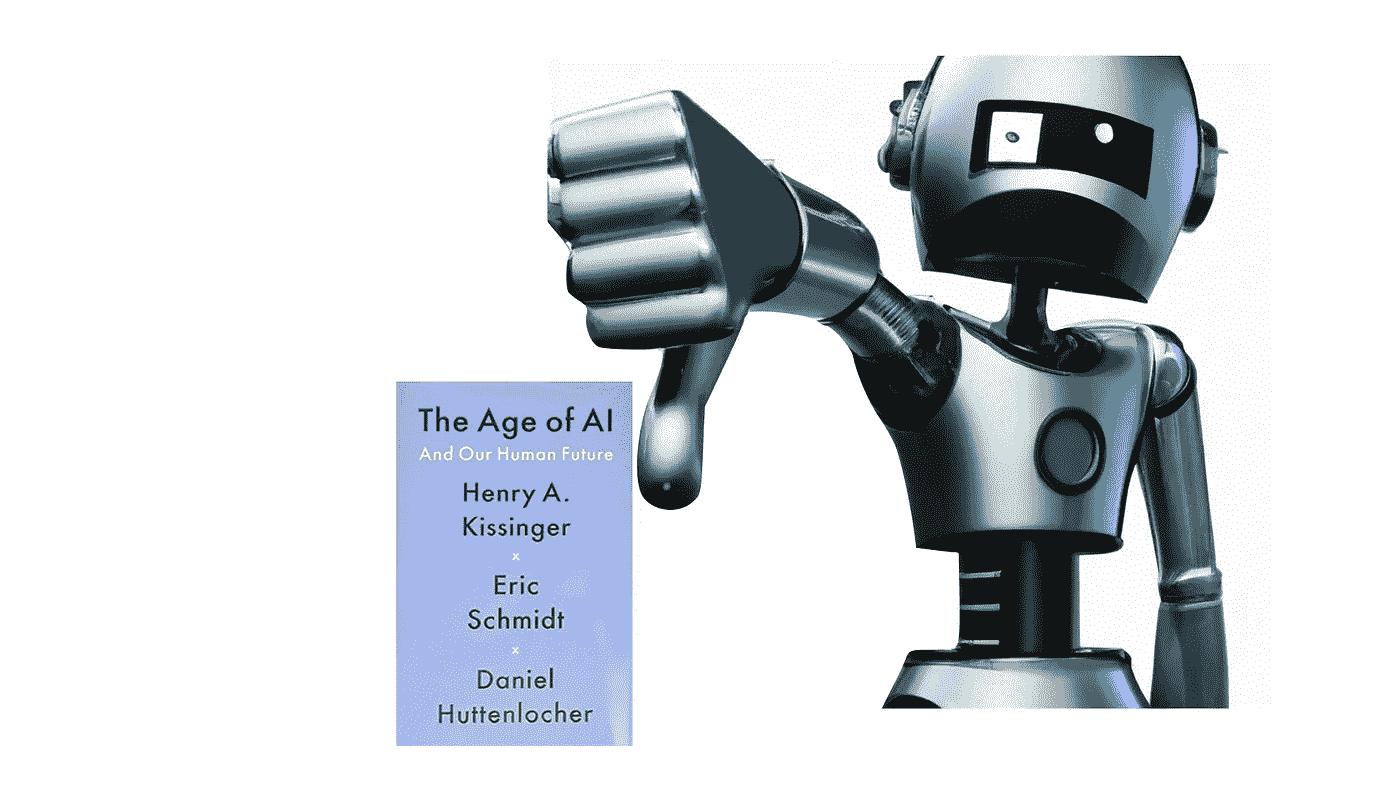 The Age of AI
And Our Human Future
Henry A.
Kissinger
x
Eric
Schmidt
x
Daniel
Huttenlocher